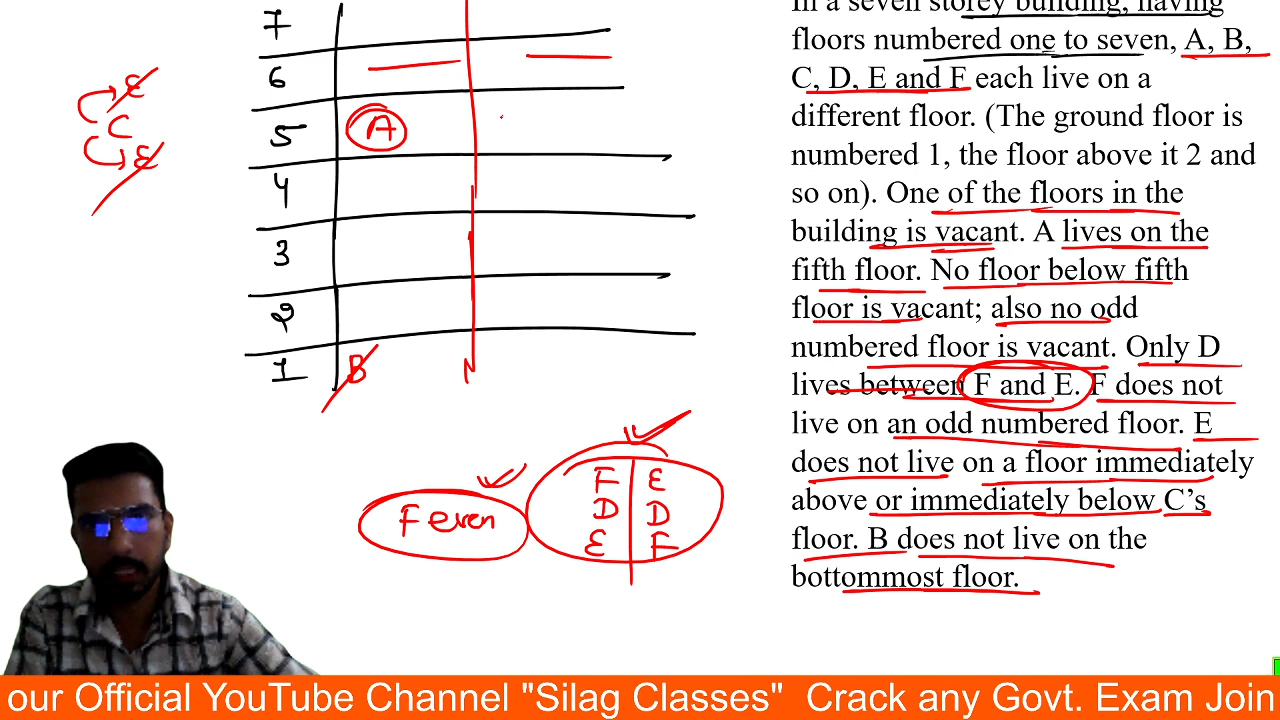 7
6
5 A
4
3
2
1 B
N
E
C
E
F even
F E
D D
E F
In a seven storey building, having
floors numbered one to seven, A, B,
C, D, E and F each live on a
different floor. (The ground floor is
numbered 1, the floor above it 2 and
so on). One of the floors in the
building is vacant. A lives on the
fifth floor. No floor below fifth
floor is vacant; also no odd
numbered floor is vacant. Only D
lives between F and E. F does not
live on an odd numbered floor. E
does not live on a floor immediately
above or immediately below C’s
floor. B does not live on the
bottommost floor.
our Official YouTube Channel "Silag Classes" Crack any Govt. Exam Join